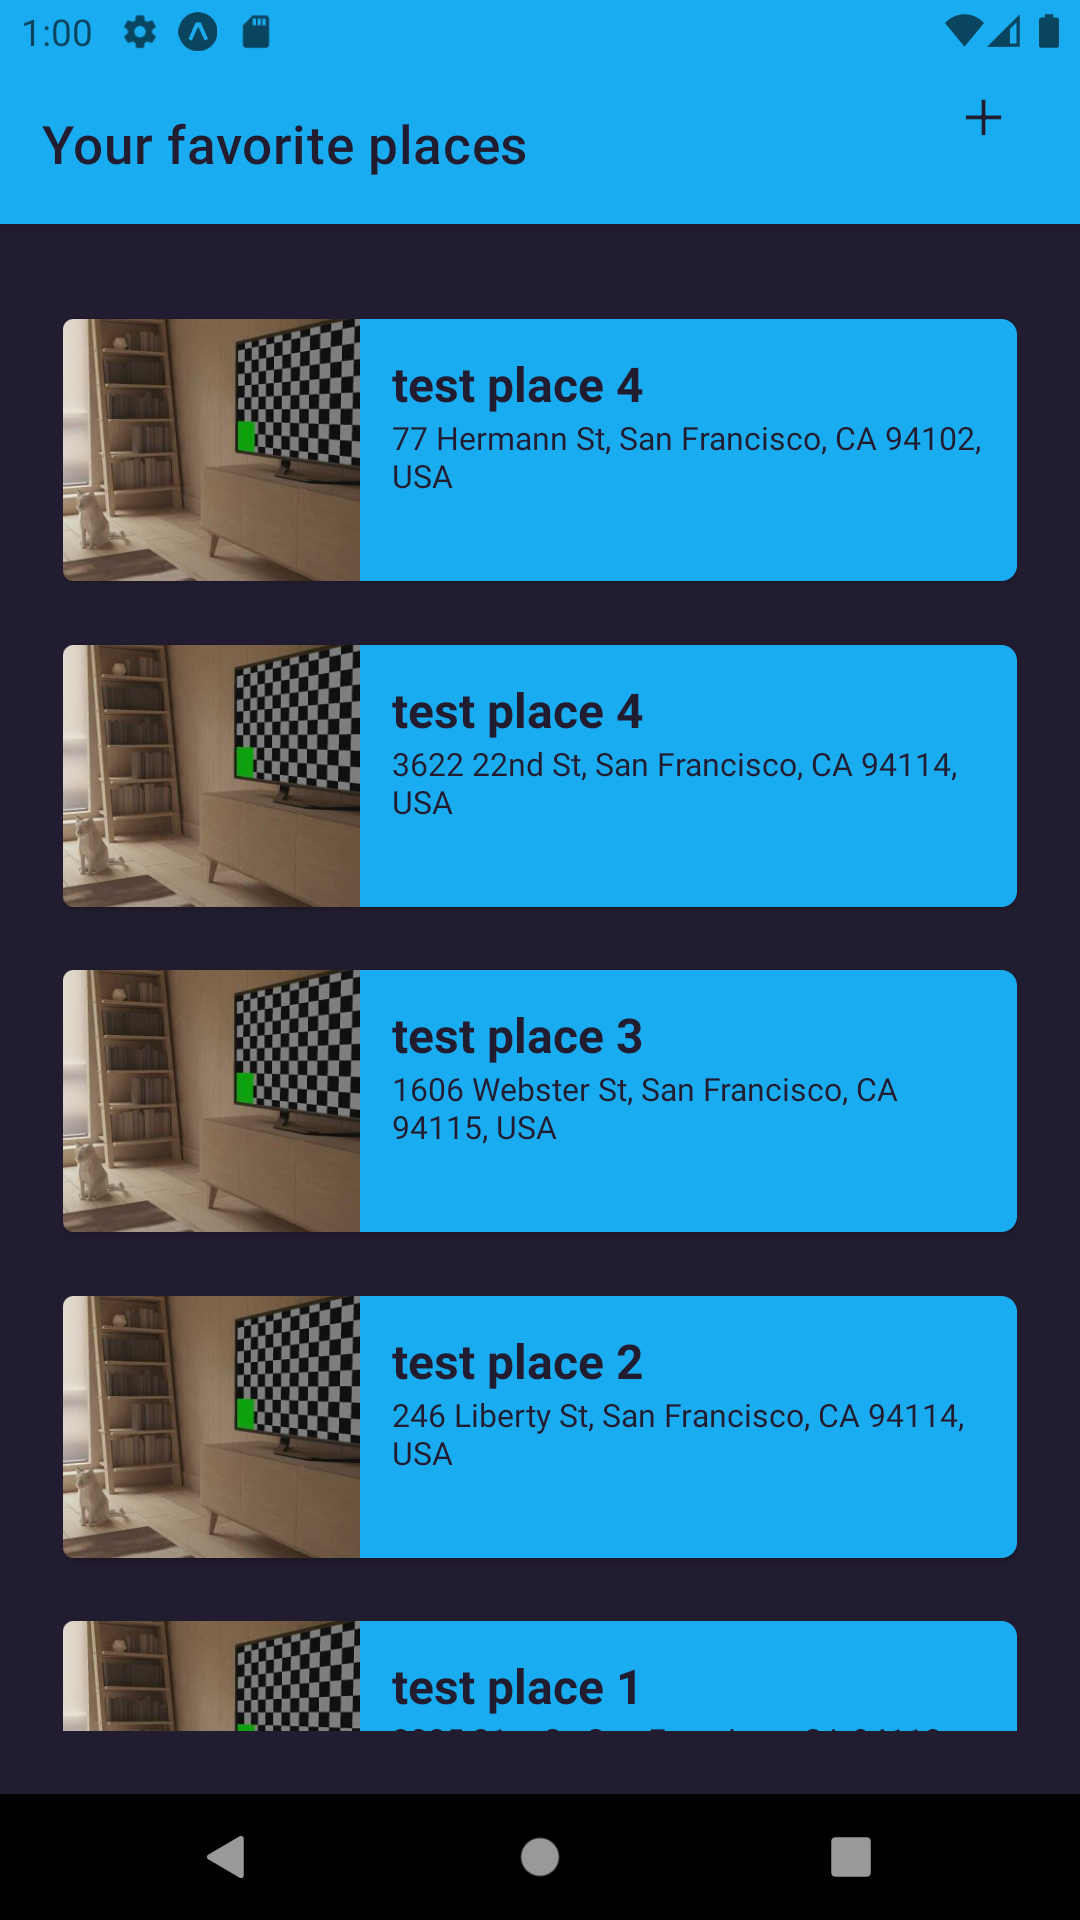 1:00
Your favorite places
test place 4
77 Hermann St, San Francisco, CA 94102,
USA
test place 4
3622 22nd St, San Francisco, CA 94114,
USA
test place 3
1606 Webster St, San Francisco, CA
94115, USA
test place 2
246 Liberty St, San Francisco, CA 94114,
USA
test place 1